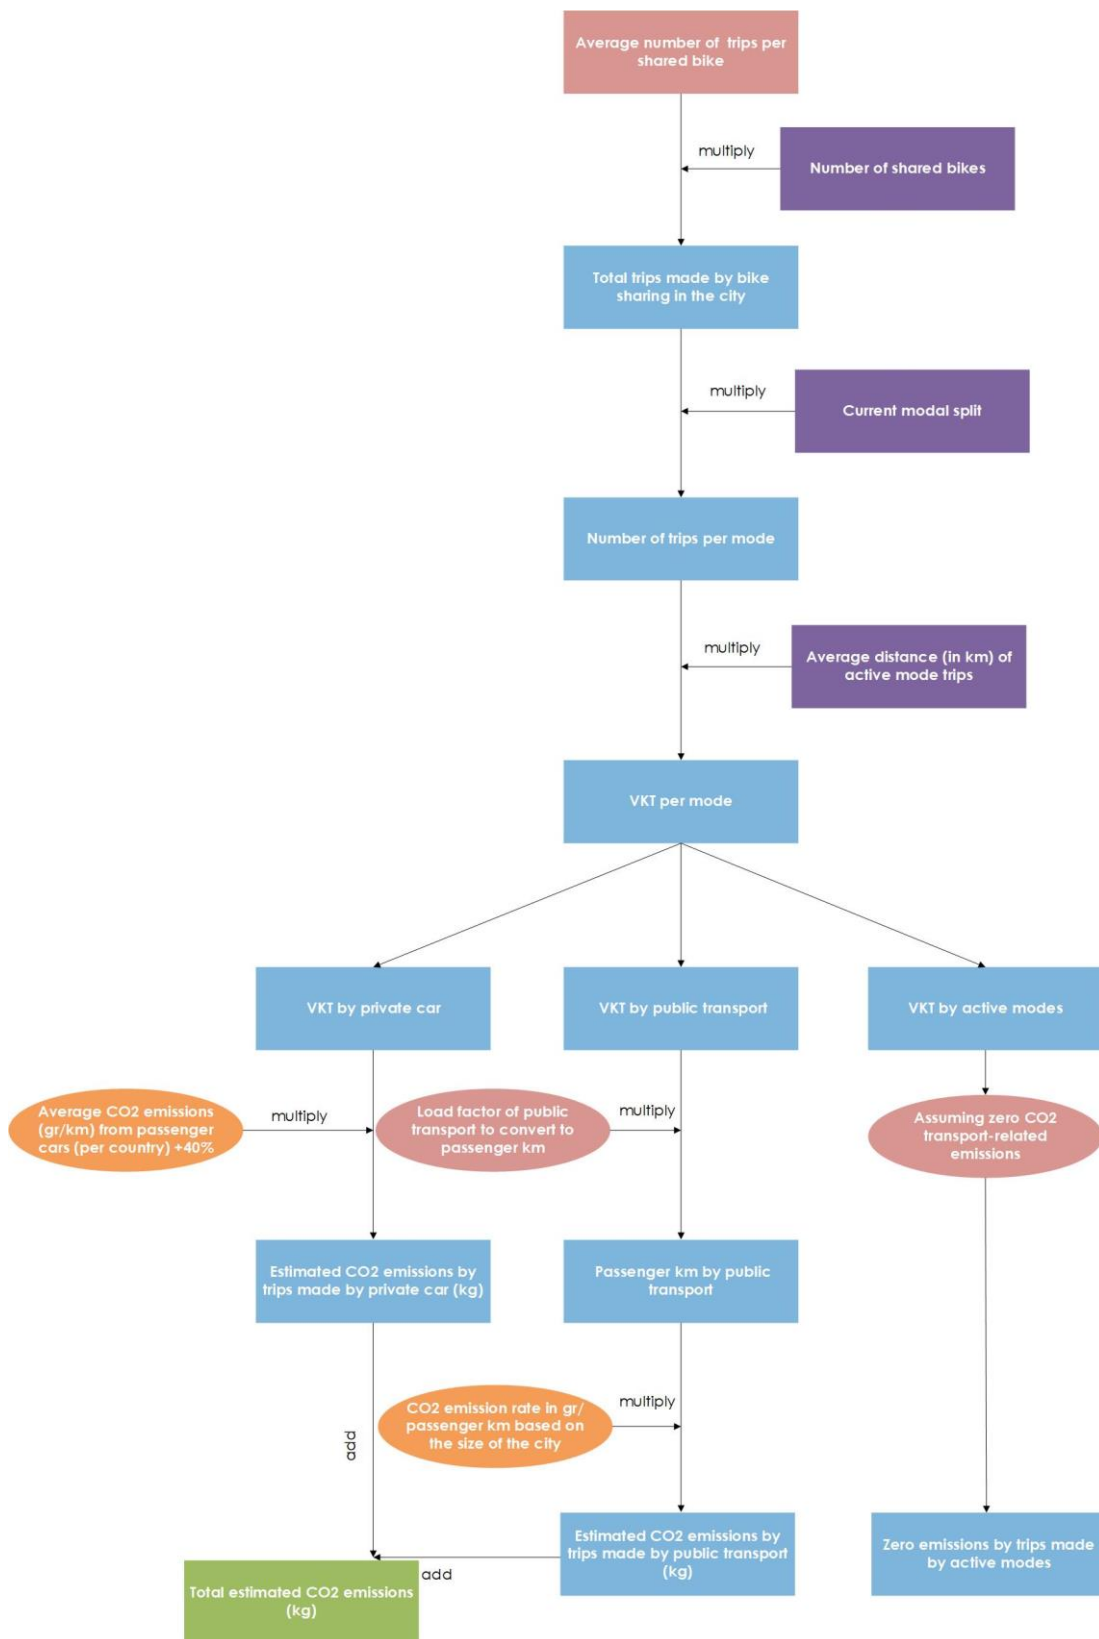 Average number of trips per
shared bike
multiply
Number of shared bikes
Total trips made by bike
sharing in the city
multiply
Current modal split
Number of trips per mode
multiply
Average distance (in km) of
active mode trips
VKT per mode
VKT by private car
VKT by public transport
VKT by active modes
Average CO2 emissions
(gr/km) from passenger
cars (per country) +40%
multiply
Load factor of public
transport to convert to
passenger km
multiply
Assuming zero CO2
transport-related
emissions
Estimated CO2 emissions by
trips made by private car (kg)
Passenger km by public
transport
CO2 emission rate in gr/
passenger km based on
the size of the city
multiply
add
Estimated CO2 emissions by
trips made by public transport
(kg)
Zero emissions by trips made
by active modes
add
Total estimated CO2 emissions
(kg)